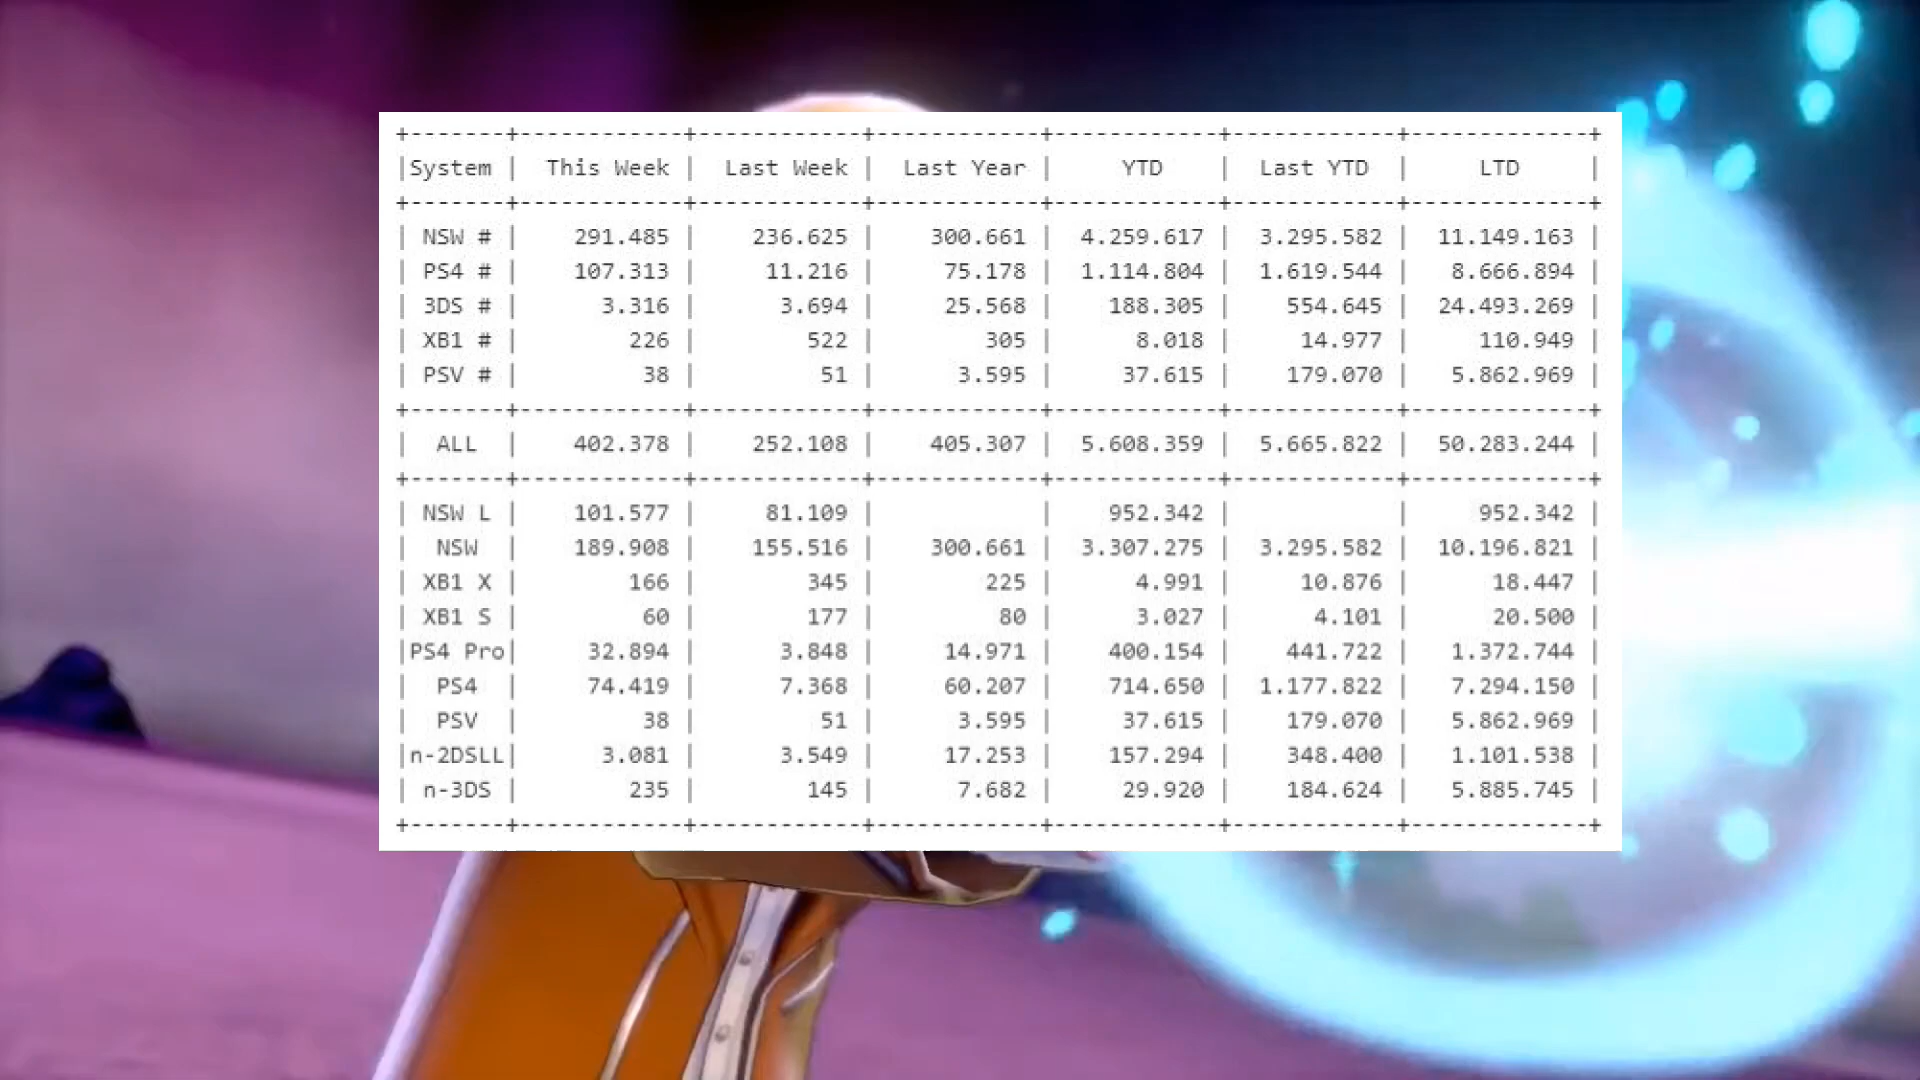 +-------+------------+-----------+-----------+-----------+-----------+------------+
|System | This Week | Last Week | Last Year | YTD | Last YTD | LTD |
+-------+------------+-----------+-----------+-----------+-----------+------------+
| NSW # | 291.485 | 236.625 | 300.661 | 4.259.617 | 3.295.582 | 11.149.163 |
| PS4 # | 107.313 | 11.216 | 75.178 | 1.114.804 | 1.619.544 | 8.666.894 |
| 3DS # | 3.316 | 3.694 | 25.568 | 188.305 | 554.645 | 24.493.269 |
| XB1 # | 226 | 522 | 305 | 8.018 | 14.977 | 110.949 |
| PSV # | 38 | 51 | 3.595 | 37.615 | 179.070 | 5.862.969 |
+-------+------------+-----------+-----------+-----------+-----------+------------+
| ALL | 402.378 | 252.108 | 405.307 | 5.608.359 | 5.665.822 | 50.283.244 |
+-------+------------+-----------+-----------+-----------+-----------+------------+
| NSW L | 101.577 | 81.109 | | 952.342 | | 952.342 |
| NSW | 189.908 | 155.516 | 300.661 | 3.307.275 | 3.295.582 | 10.196.821 |
| XB1 X | 166 | 345 | 225 | 4.991 | 10.876 | 18.447 |
| XB1 S | 60 | 177 | 80 | 3.027 | 4.101 | 20.500 |
|PS4 Pro| 32.894 | 3.848 | 14.971 | 400.154 | 441.722 | 1.372.744 |
| PS4 | 74.419 | 7.368 | 60.207 | 714.650 | 1.177.822 | 7.294.150 |
| PSV | 38 | 51 | 3.595 | 37.615 | 179.070 | 5.862.969 |
|n-2DSLL| 3.081 | 3.549 | 17.253 | 157.294 | 348.400 | 1.101.538 |
| n-3DS | 235 | 145 | 7.682 | 29.920 | 184.624 | 5.885.745 |
+-------+------------+-----------+-----------+-----------+-----------+------------+